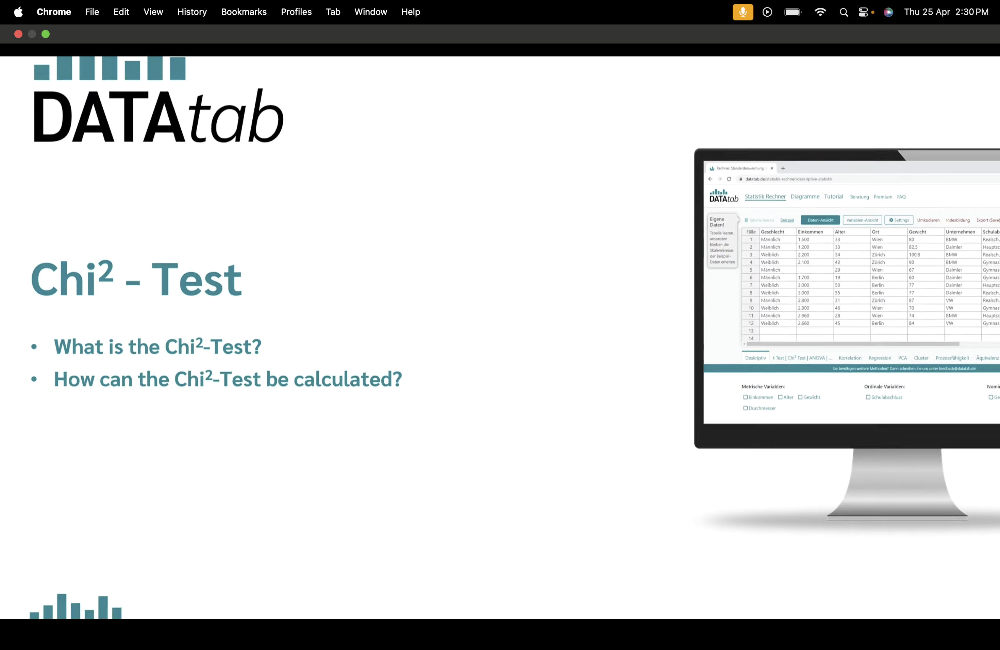 Chrome File Edit View History Bookmarks Profiles Tab Window Help Thu 25 Apr 2:30 PM
DATAtab
Chi² - Test
• What is the Chi²-Test?
• How can the Chi²-Test be calculated?
Rechner: Standardabweichung,
datatab.de/statistik-rechner/deskriptive-statistik
DATAtab Statistik Rechner Diagramme Tutorial Beratung Premium FAQ
Eigene Daten!
Tabelle leeren,
ansonsten
bleiben die
Skalenniveaus
der Beispiel-
Daten erhalten
Tabelle leeren Beispiel Daten-Ansicht Variablen-Ansicht Settings Umkodieren Indexbildung Export (Save)
Fälle Geschlecht Einkommen Alter Ort Gewicht Unternehmen Schulab
1 Männlich 1.500 33 Wien 80 BMW Realschu
2 Männlich 1.200 33 Wien 82,5 Daimler Hauptsc
3 Weiblich 2.200 34 Zürich 100,8 BMW Realschu
4 Weiblich 2.100 42 Zürich 90 BMW Gymnas
5 Männlich 29 Wien 67 Daimler Gymnas
6 Männlich 1.700 19 Berlin 60 Daimler Gymnas
7 Weiblich 3.000 50 Berlin 77 Daimler Hauptsc
8 Weiblich 3.000 55 Berlin 77 Daimler Realschu
9 Männlich 2.800 31 Zürich 87 VW Realschu
10 Weiblich 2.900 46 Wien 70 VW Gymnas
11 Männlich 2.960 28 Wien 74 BMW Hauptsc
12 Weiblich 2.660 45 Berlin 84 VW Gymnas
13
14
Deskriptiv t Test | Chi² Test | ANOVA | ... Korrelation Regression PCA Cluster Prozessfähigkeit Äquivalenz
Sie benötigen weitere Methoden? Dann schreiben Sie uns unter feedback@datatab.de!
Metrische Variablen: Ordinale Variablen: Nomi
Einkommen Alter Gewicht Schulabschluss Ge
Durchmesser